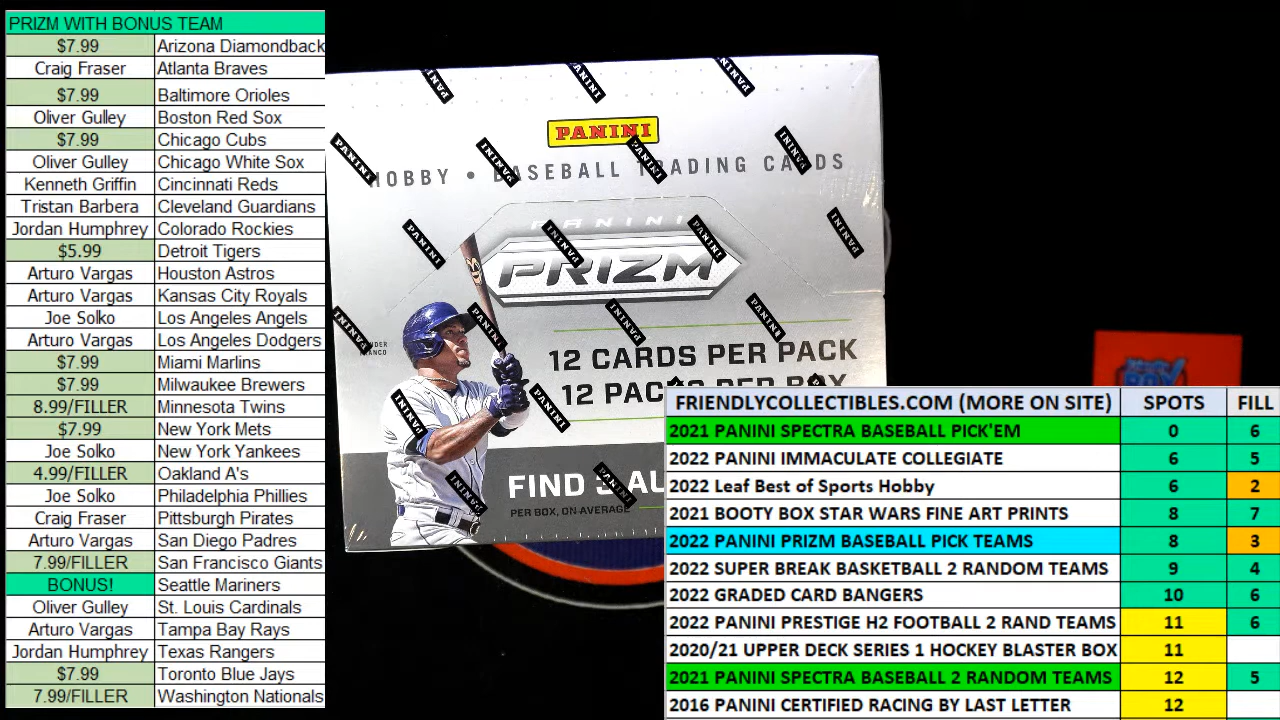 PRIZM WITH BONUS TEAM
$7.99 Arizona Diamondback
Craig Fraser Atlanta Braves
$7.99 Baltimore Orioles
Oliver Gulley Boston Red Sox
$7.99 Chicago Cubs
Oliver Gulley Chicago White Sox
Kenneth Griffin Cincinnati Reds
Tristan Barbera Cleveland Guardians
Jordan Humphrey Colorado Rockies
$5.99 Detroit Tigers
Arturo Vargas Houston Astros
Arturo Vargas Kansas City Royals
Joe Solko Los Angeles Angels
Arturo Vargas Los Angeles Dodgers
$7.99 Miami Marlins
$7.99 Milwaukee Brewers
8.99/FILLER Minnesota Twins
$7.99 New York Mets
Joe Solko New York Yankees
4.99/FILLER Oakland A's
Joe Solko Philadelphia Phillies
Craig Fraser Pittsburgh Pirates
Arturo Vargas San Diego Padres
7.99/FILLER San Francisco Giants
BONUS! Seattle Mariners
Oliver Gulley St. Louis Cardinals
Arturo Vargas Tampa Bay Rays
Jordan Humphrey Texas Rangers
$7.99 Toronto Blue Jays
7.99/FILLER Washington Nationals
PANINI
HOBBY • BASEBALL TRADING CARDS
PANINI
PRIZM
12 CARDS PER PACK
12 PACKS PER BOX
FIND 3 AU
PER BOX, ON AVERAGE
FRIENDLYCOLLECTIBLES.COM (MORE ON SITE) SPOTS FILL
2021 PANINI SPECTRA BASEBALL PICK'EM 0 6
2022 PANINI IMMACULATE COLLEGIATE 6 5
2022 Leaf Best of Sports Hobby 6 2
2021 BOOTY BOX STAR WARS FINE ART PRINTS 8 7
2022 PANINI PRIZM BASEBALL PICK TEAMS 8 3
2022 SUPER BREAK BASKETBALL 2 RANDOM TEAMS 9 4
2022 GRADED CARD BANGERS 10 6
2022 PANINI PRESTIGE H2 FOOTBALL 2 RAND TEAMS 11 6
2020/21 UPPER DECK SERIES 1 HOCKEY BLASTER BOX 11
2021 PANINI SPECTRA BASEBALL 2 RANDOM TEAMS 12 5
2016 PANINI CERTIFIED RACING BY LAST LETTER 12